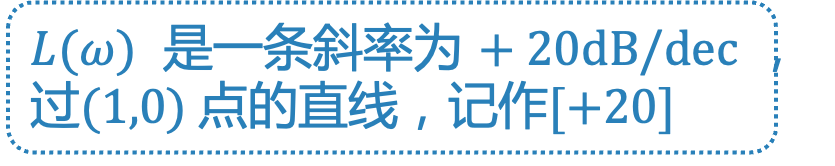 L(ω) 是一条斜率为 + 20dB/dec，
过(1,0) 点的直线，记作[+20]